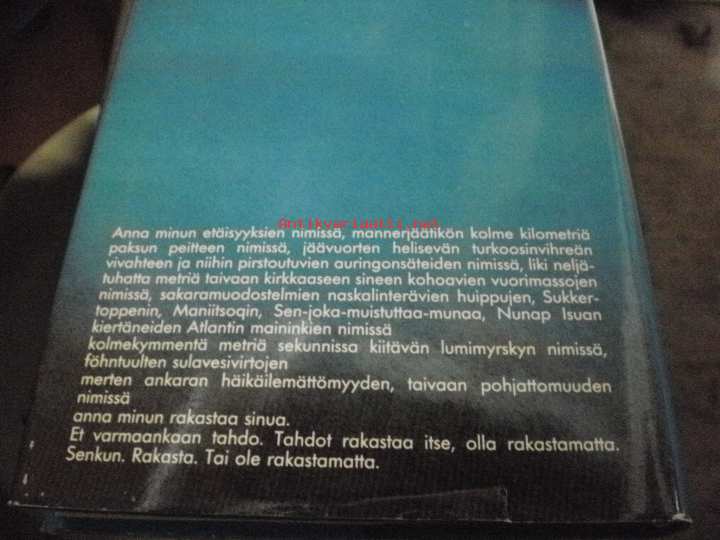 Antikvariaatti.net
Anna minun etäisyyksien nimissä, mannerjäätikön kolme kilometriä
paksun peitteen nimissä, jäävuorten helisevän turkoosinvihreän
vivahteen ja niihin pirstoutuvien auringonsäteiden nimissä, liki neljä-
tuhatta metriä taivaan kirkkaaseen sineen kohoavien vuorimassojen
nimissä, sakaramuodostelmien naskalinterävien huippujen, Sukker-
toppenin, Maniitsoqin, Sen-joka-muistuttaa-munaa, Nunap Isuan
kiertäneiden Atlantin maininkien nimissä
kolmekymmentä metriä sekunnissa kiitävän lumimyrskyn nimissä,
föhntuulten sulavesivirtojen
merten ankaran häikäilemättömyyden, taivaan pohjattomuuden
nimissä
anna minun rakastaa sinua.
Et varmaankaan tahdo. Tahdot rakastaa itse, olla rakastamatta.
Senkun. Rakasta. Tai ole rakastamatta.